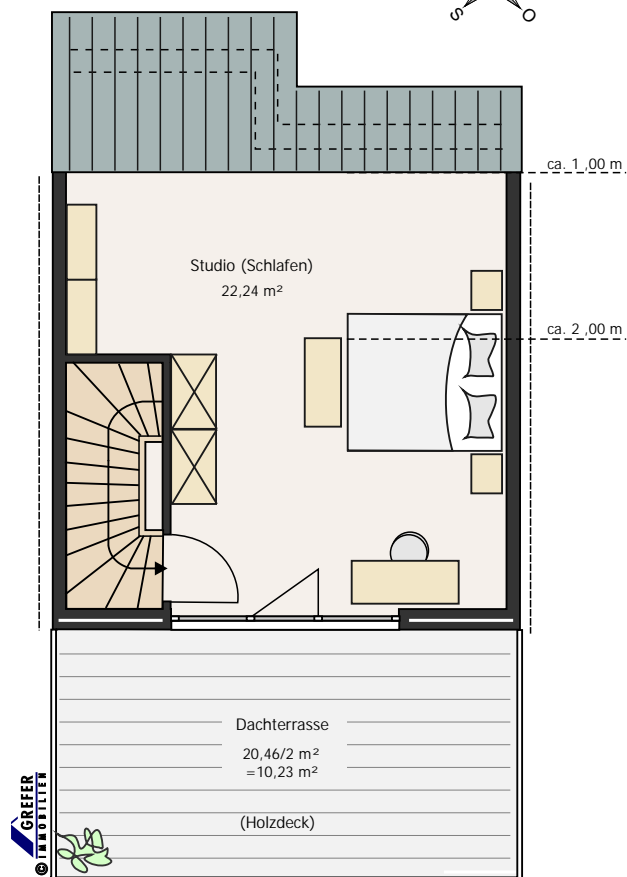 S
O
ca. 1 ,00 m
Studio (Schlafen)
22,24 m²
ca. 2 ,00 m
Dachterrasse
20,46/2 m²
=10,23 m²
(Holzdeck)
GREFER
© IMMOBILIEN